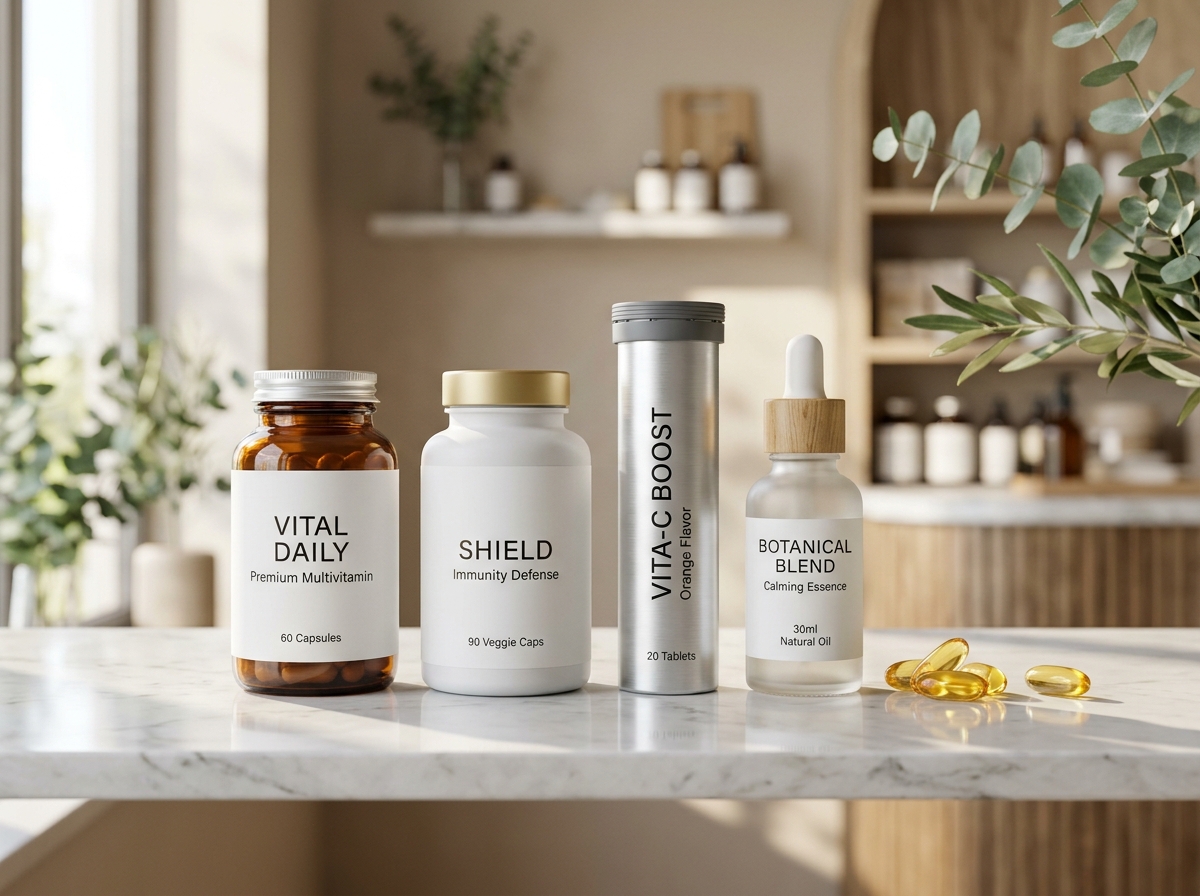 VITAL
DAILY
Premium Multivitamin
60 Capsules
SHIELD
Immunity Defense
90 Veggie Caps
VITA-C BOOST
Orange Flavor
20 Tablets
BOTANICAL
BLEND
Calming Essence
30ml
Natural Oil